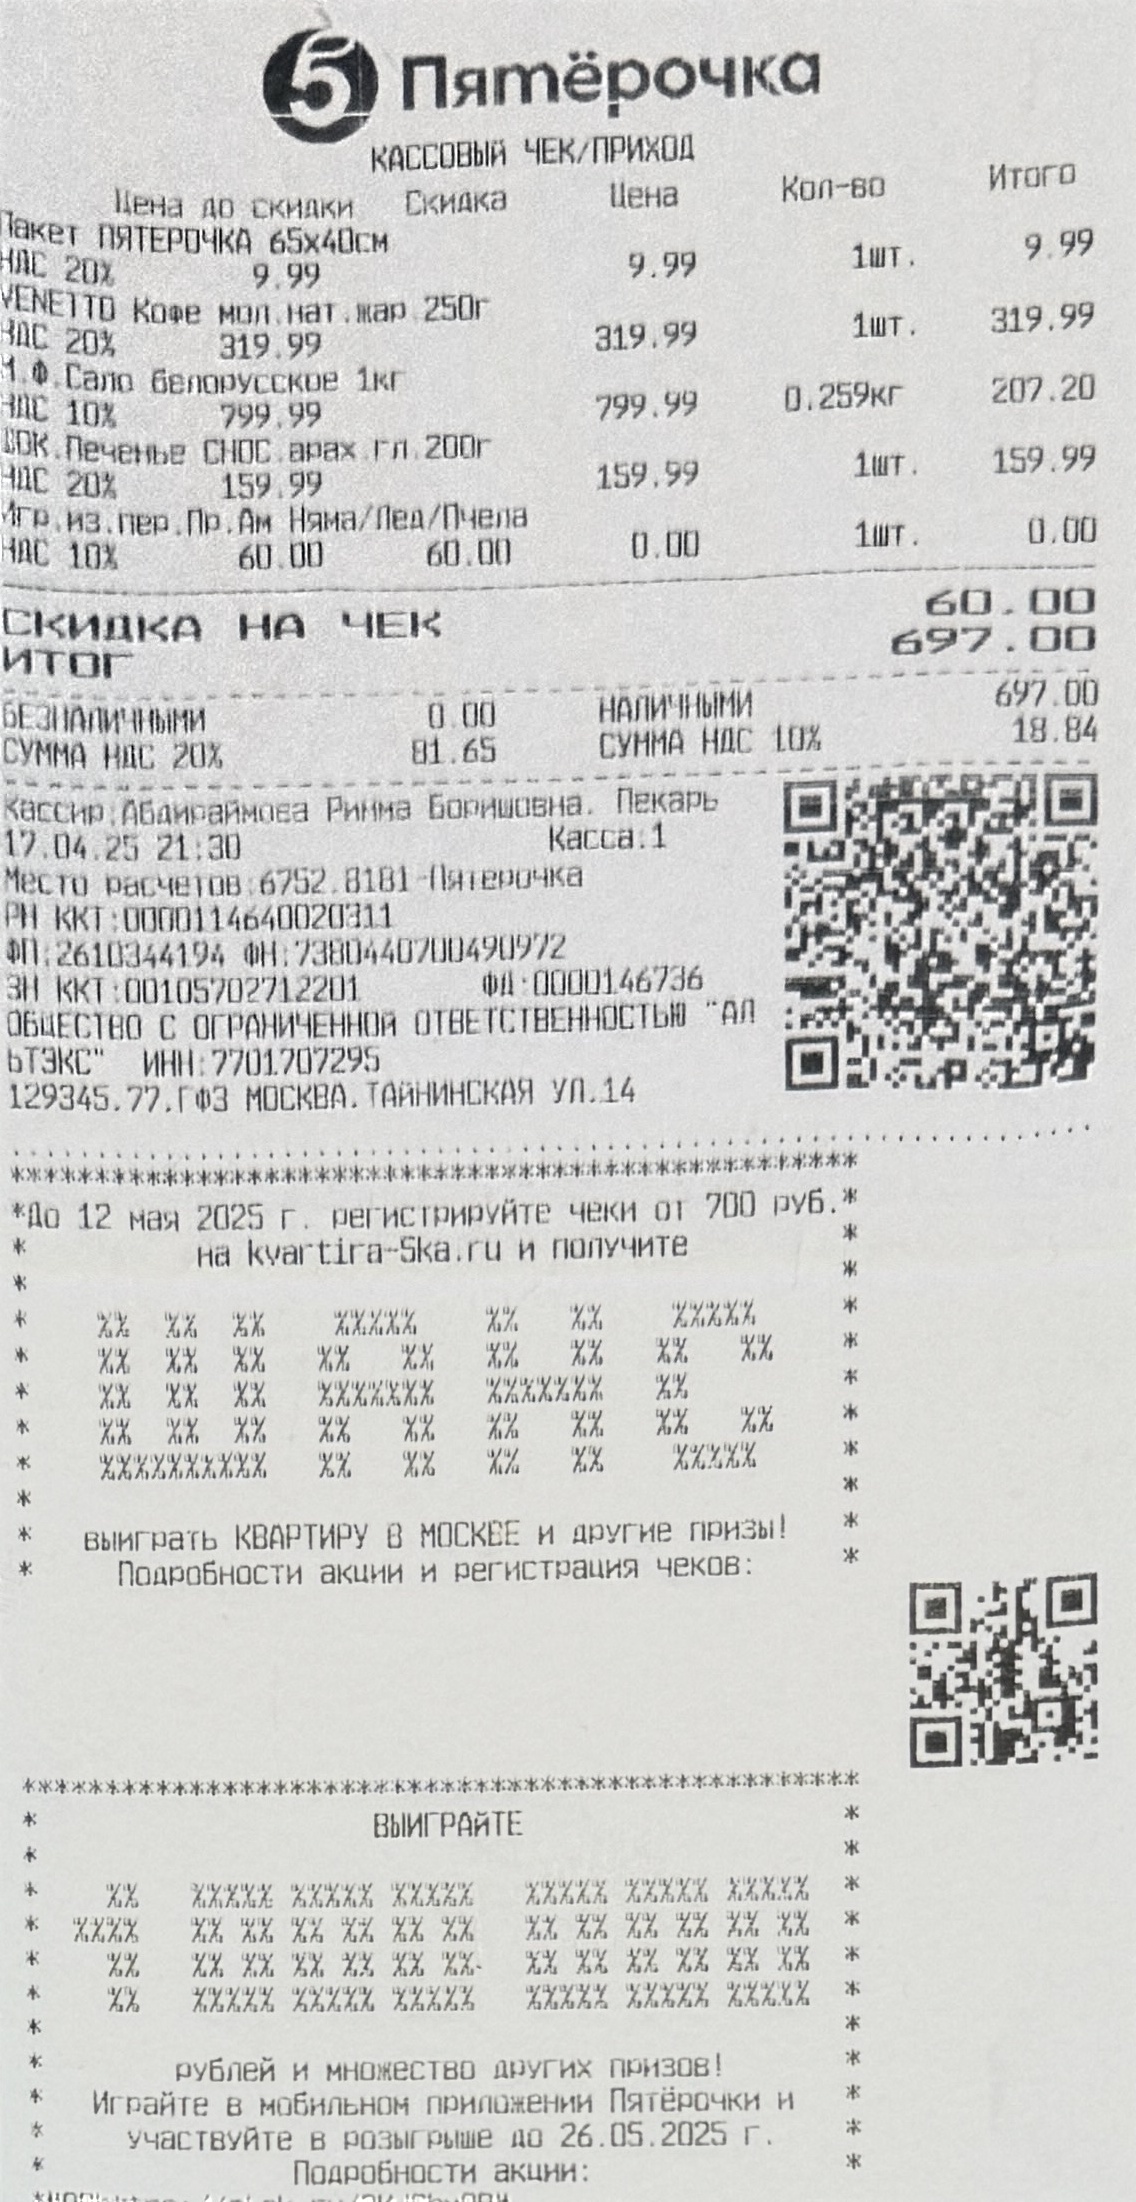 5 Пятёрочка
КАССОВЫЙ ЧЕК/ПРИХОД
Цена до скидки Скидка Цена Кол-во Итого
Пакет ПЯТЕРОЧКА 65х40см
НДС 20% 9.99 9.99 1шт. 9.99
VENETTO Кофе мол.нат.жар.250г
НДС 20% 319.99 319.99 1шт. 319.99
Ф.Сало белорусское 1кг
НДС 10% 799.99 799.99 0.259кг 207.20
Печенье СНОС.арах.гл.200г
НДС 20% 159.99 159.99 1шт. 159.99
Игр.из.пер.Пр.Ам Няма/Лед/Пчела
НДС 10% 60.00 60.00 0.00 1шт. 0.00
СКИДКА НА ЧЕК 60.00
ИТОГ 697.00
БЕЗНАЛИЧНЫМИ 0.00 НАЛИЧНЫМИ 697.00
СУММА НДС 20% 81.65 СУММА НДС 10% 18.84
Кассир:Абдираймова Римма Боришовна. Пекарь
17.04.25 21:30 Касса:1
Место расчетов:6752.8181-Пятерочка
РН ККТ:0000114640020311
ФП:2610344194 ФН:7380440700490972
ЗН ККТ:00105702712201 ФД:0000146736
ОБЩЕСТВО С ОГРАНИЧЕННОЙ ОТВЕТСТВЕННОСТЬЮ "АЛ
ЬТЭКС" ИНН:7701707295
129345.77.ГФЗ МОСКВА.ТАЙНИНСКАЯ УЛ.14
*До 12 мая 2025 г. регистрируйте чеки от 700 руб.*
* на kvartira-5ka.ru и получите *
ШАНС
* выиграть КВАРТИРУ В МОСКВЕ и другие призы! *
* Подробности акции и регистрация чеков: *
* ВЫИГРАЙТЕ *
1 000 000
* рублей и множество других призов! *
* Играйте в мобильном приложении Пятёрочки и *
* участвуйте в розыгрыше до 26.05.2025 г. *
* Подробности акции: *